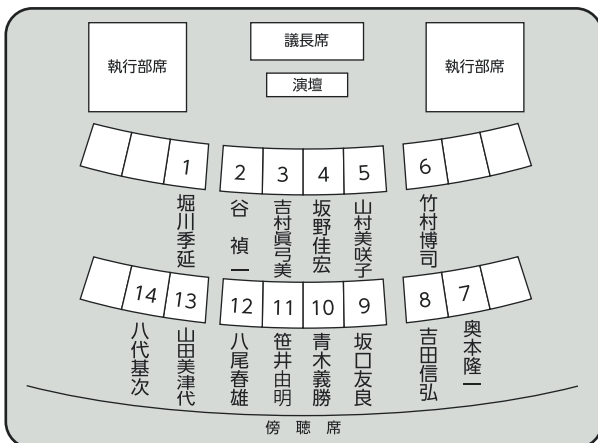 執行部席
議長席
執行部席
演壇
1
2
3
4
5
6
堀川季延
谷 禎一
吉村眞弓美
坂野佳宏
山村美咲子
竹村博司
14
13
12
11
10
9
8
7
八代基次
山田美津代
八尾春雄
笹井由明
青木義勝
坂口友良
吉田信弘
奥本隆一
傍 聴 席